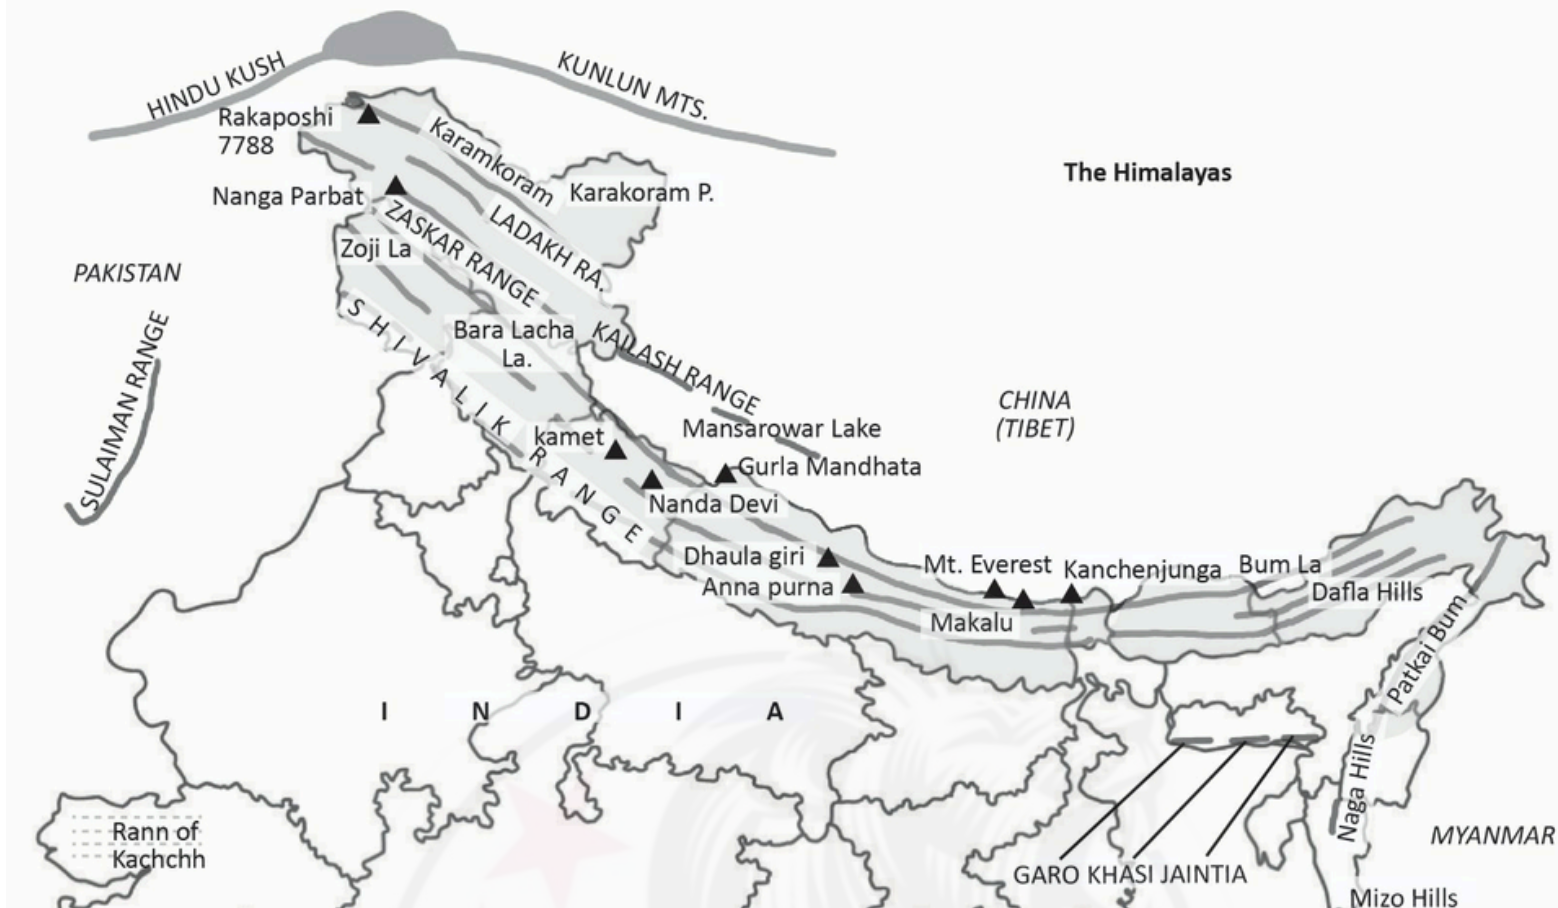 HINDU KUSH
KUNLUN MTS.
Rakaposhi
7788
Karamkoram
Karakoram P.
The Himalayas
Nanga Parbat
LADAKH RA.
ZASKAR RANGE
Zoji La
PAKISTAN
SHIVALIK RANGE
Bara Lacha
La.
KAILASH RANGE
SULAIMAN RANGE
CHINA
(TIBET)
Mansarowar Lake
kamet
Gurla Mandhata
Nanda Devi
Dhaula giri
Anna purna
Mt. Everest
Kanchenjunga
Bum La
Dafla Hills
Makalu
Patkai Bum
INDIA
Naga Hills
Rann of
Kachchh
MYANMAR
GARO KHASI JAINTIA
Mizo Hills